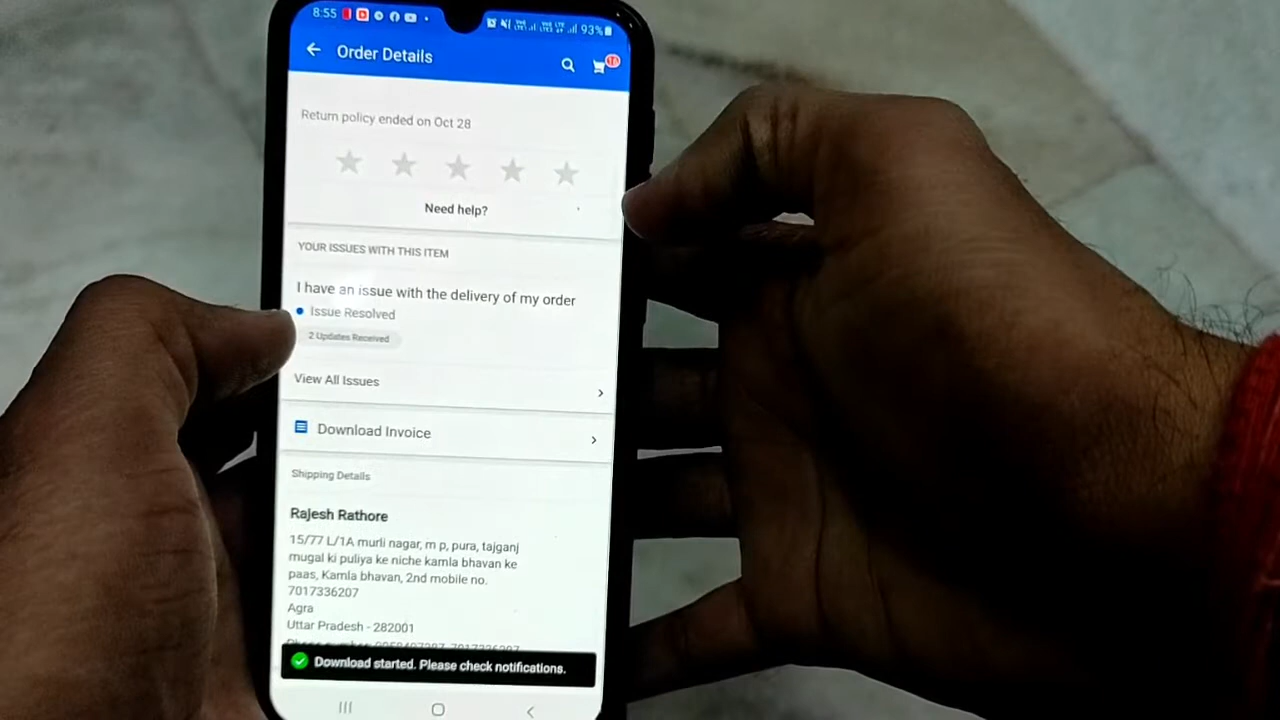 8:55
93%
Order Details
16
Return policy ended on Oct 28
Need help?
YOUR ISSUES WITH THIS ITEM
I have an issue with the delivery of my order
Issue Resolved
2 Updates Received
View All Issues
Download Invoice
Shipping Details
Rajesh Rathore
15/77 L/1A murli nagar, m p, pura, tajganj
mugal ki puliya ke niche kamla bhavan ke
paas, Kamla bhavan, 2nd mobile no.
7017336207
Agra
Uttar Pradesh - 282001
Phone number
Download started. Please check notifications.